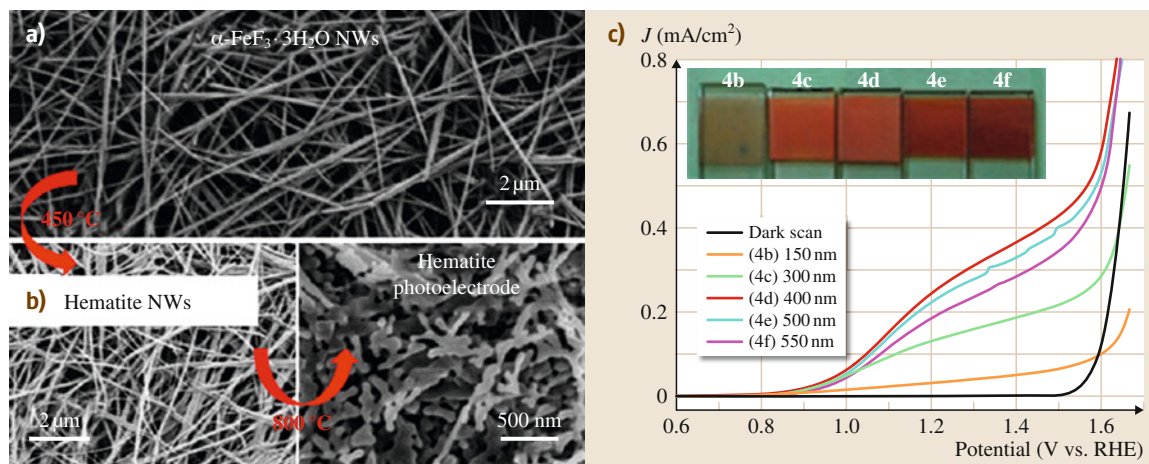 a)
α-FeF₃·3H₂O NWs
2 μm
450 °C
b) Hematite NWs
2 μm
800 °C
Hematite
photoelectrode
500 nm
c) J (mA/cm²)
0.8
0.6
0.4
0.2
0
4b 4c 4d 4e 4f
Dark scan
(4b) 150 nm
(4c) 300 nm
(4d) 400 nm
(4e) 500 nm
(4f) 550 nm
0.6 0.8 1.0 1.2 1.4 1.6
Potential (V vs. RHE)